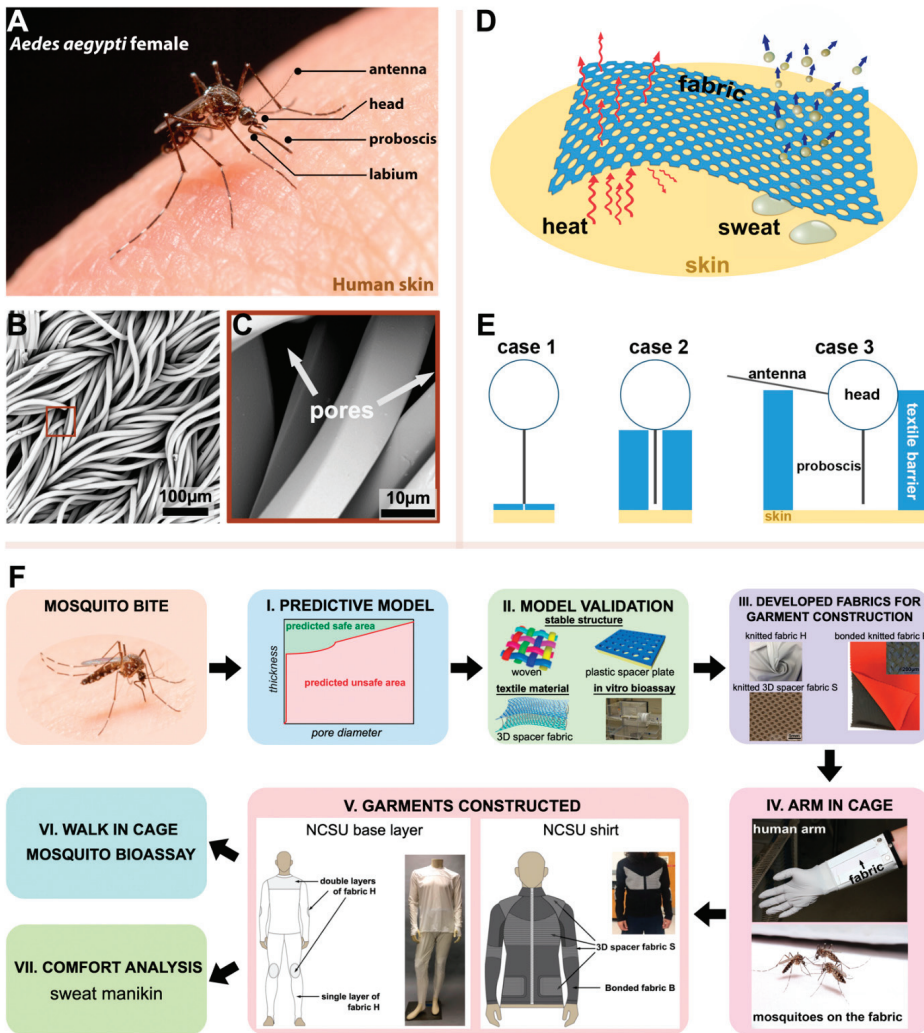 A
Aedes aegypti female
antenna
head
proboscis
labium
Human skin
B
100µm
C
pores
10µm
D
fabric
heat
sweat
skin
E
case 1
case 2
case 3
antenna
head
proboscis
textile barrier
skin
F
MOSQUITO BITE
I. PREDICTIVE MODEL
predicted safe area
predicted unsafe area
thickness
pore diameter
II. MODEL VALIDATION
stable structure
woven
plastic spacer plate
textile material
in vitro bioassay
3D spacer fabric
III. DEVELOPED FABRICS FOR
GARMENT CONSTRUCTION
knitted fabric H
bonded knitted fabric
knitted 3D spacer fabric S
IV. ARM IN CAGE
human arm
fabric
mosquitoes on the fabric
V. GARMENTS CONSTRUCTED
NCSU base layer
double layers
of fabric H
single layer of
fabric H
NCSU shirt
3D spacer fabric S
Bonded fabric B
VI. WALK IN CAGE
MOSQUITO BIOASSAY
VII. COMFORT ANALYSIS
sweat manikin